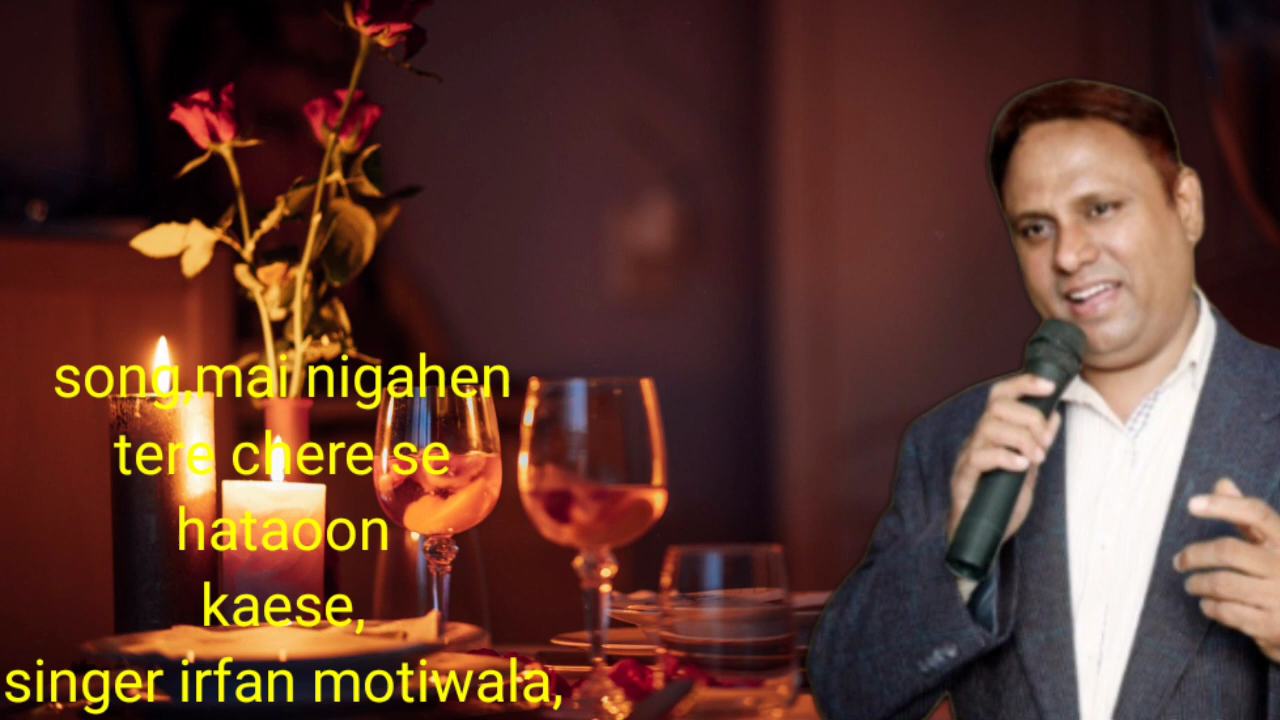 song,mai nigahen
tere chere se
hataoon
kaese,
singer irfan motiwala,